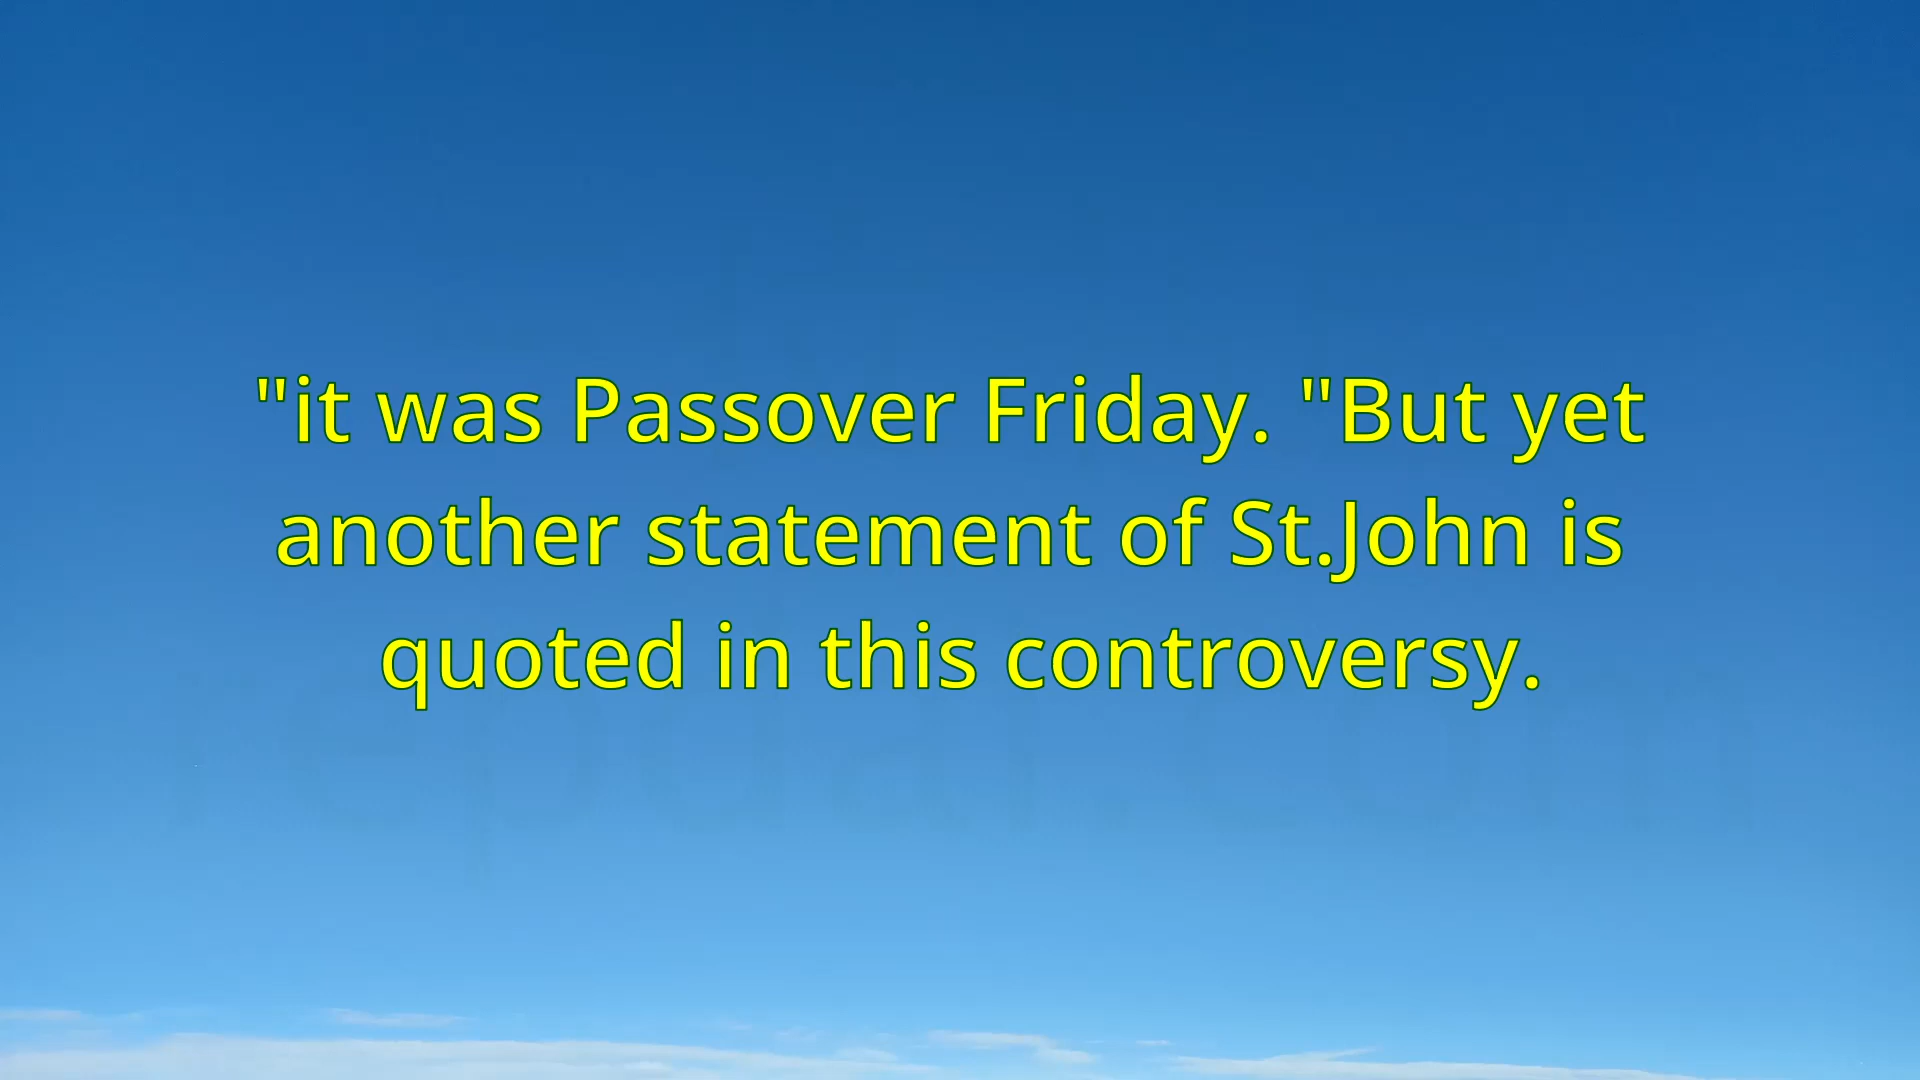 "it was Passover Friday. "But yet
another statement of St.John is
quoted in this controversy.